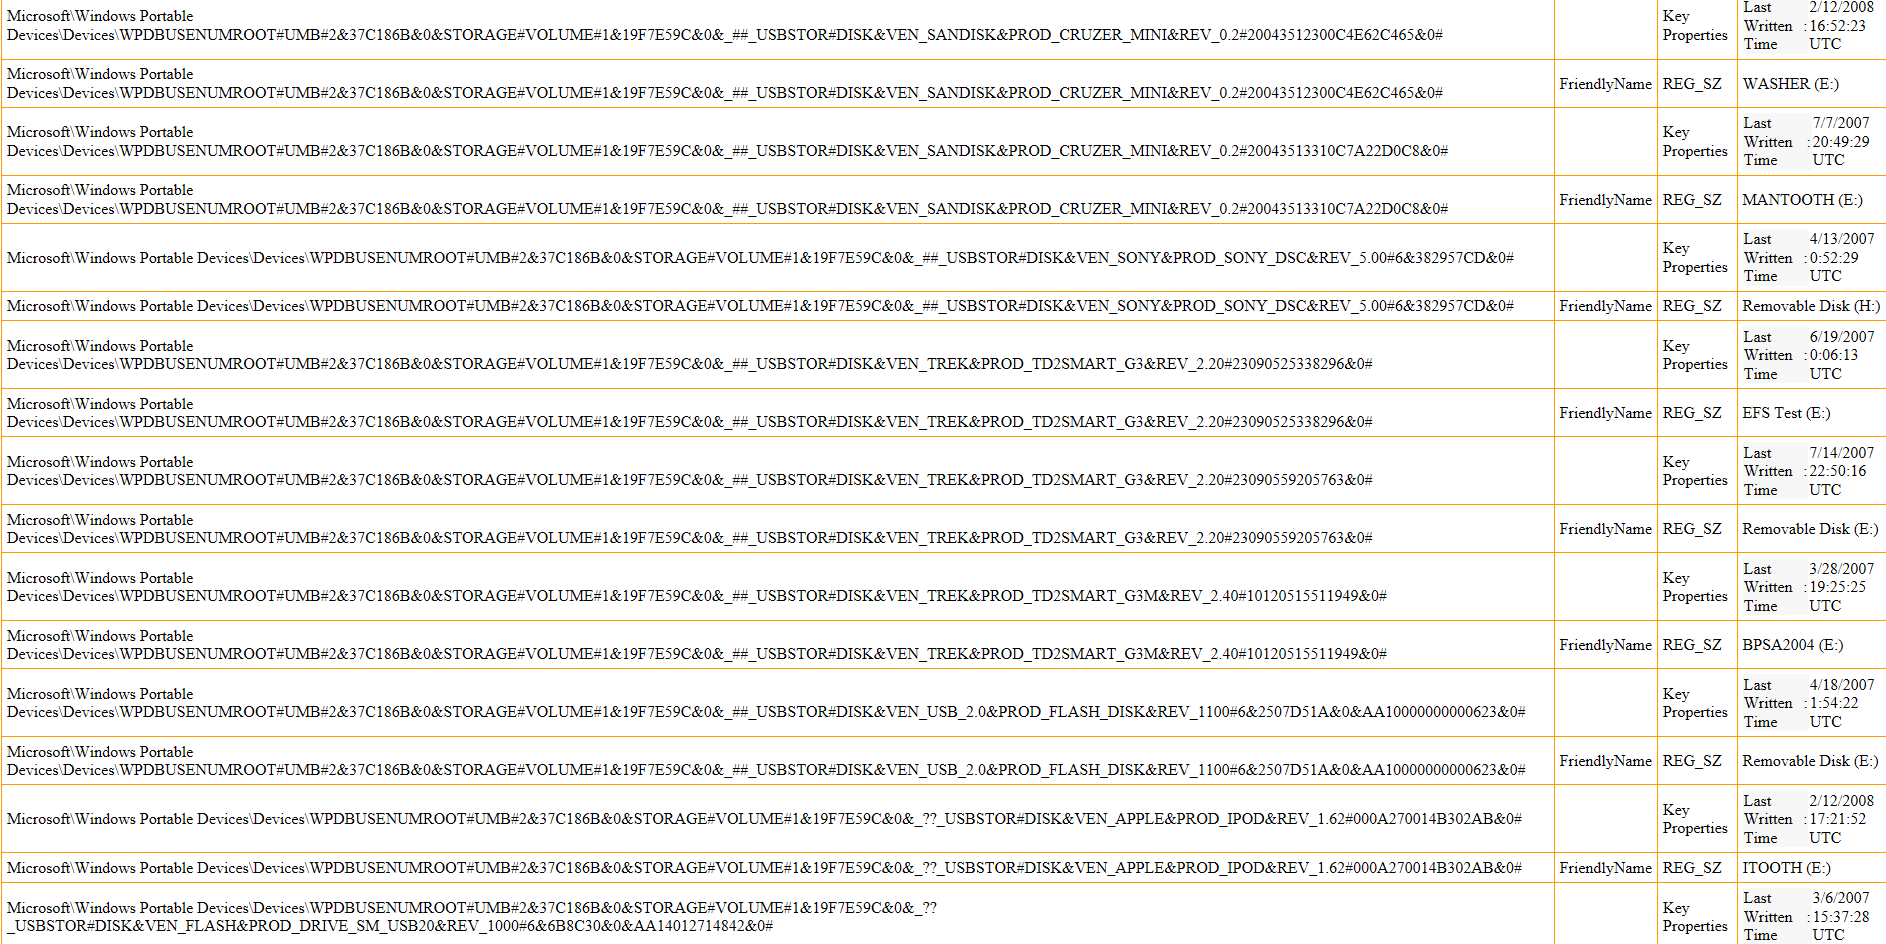 Microsoft\Windows Portable
Devices\Devices\WPDBUSENUMROOT#UMB#2&37C186B&0&STORAGE#VOLUME#1&19F7E59C&0&_##_USBSTOR#DISK&VEN_SANDISK&PROD_CRUZER_MINI&REV_0.2#20043512300C4E62C465&0#
Key
Properties
Last
Written
Time
: 2/12/2008
16:52:23
UTC
Microsoft\Windows Portable
Devices\Devices\WPDBUSENUMROOT#UMB#2&37C186B&0&STORAGE#VOLUME#1&19F7E59C&0&_##_USBSTOR#DISK&VEN_SANDISK&PROD_CRUZER_MINI&REV_0.2#20043512300C4E62C465&0#
FriendlyName
REG_SZ
WASHER (E:)
Microsoft\Windows Portable
Devices\Devices\WPDBUSENUMROOT#UMB#2&37C186B&0&STORAGE#VOLUME#1&19F7E59C&0&_##_USBSTOR#DISK&VEN_SANDISK&PROD_CRUZER_MINI&REV_0.2#20043513310C7A22D0C8&0#
Key
Properties
Last
Written
Time
: 7/7/2007
20:49:29
UTC
Microsoft\Windows Portable
Devices\Devices\WPDBUSENUMROOT#UMB#2&37C186B&0&STORAGE#VOLUME#1&19F7E59C&0&_##_USBSTOR#DISK&VEN_SANDISK&PROD_CRUZER_MINI&REV_0.2#20043513310C7A22D0C8&0#
FriendlyName
REG_SZ
MANTOOTH (E:)
Microsoft\Windows Portable Devices\Devices\WPDBUSENUMROOT#UMB#2&37C186B&0&STORAGE#VOLUME#1&19F7E59C&0&_##_USBSTOR#DISK&VEN_SONY&PROD_SONY_DSC&REV_5.00#6&382957CD&0#
Key
Properties
Last
Written
Time
: 4/13/2007
0:52:29
UTC
Microsoft\Windows Portable Devices\Devices\WPDBUSENUMROOT#UMB#2&37C186B&0&STORAGE#VOLUME#1&19F7E59C&0&_##_USBSTOR#DISK&VEN_SONY&PROD_SONY_DSC&REV_5.00#6&382957CD&0#
FriendlyName
REG_SZ
Removable Disk (H:)
Microsoft\Windows Portable
Devices\Devices\WPDBUSENUMROOT#UMB#2&37C186B&0&STORAGE#VOLUME#1&19F7E59C&0&_##_USBSTOR#DISK&VEN_TREK&PROD_TD2SMART_G3&REV_2.20#23090525338296&0#
Key
Properties
Last
Written
Time
: 6/19/2007
0:06:13
UTC
Microsoft\Windows Portable
Devices\Devices\WPDBUSENUMROOT#UMB#2&37C186B&0&STORAGE#VOLUME#1&19F7E59C&0&_##_USBSTOR#DISK&VEN_TREK&PROD_TD2SMART_G3&REV_2.20#23090525338296&0#
FriendlyName
REG_SZ
EFS Test (E:)
Microsoft\Windows Portable
Devices\Devices\WPDBUSENUMROOT#UMB#2&37C186B&0&STORAGE#VOLUME#1&19F7E59C&0&_##_USBSTOR#DISK&VEN_TREK&PROD_TD2SMART_G3&REV_2.20#23090559205763&0#
Key
Properties
Last
Written
Time
: 7/14/2007
22:50:16
UTC
Microsoft\Windows Portable
Devices\Devices\WPDBUSENUMROOT#UMB#2&37C186B&0&STORAGE#VOLUME#1&19F7E59C&0&_##_USBSTOR#DISK&VEN_TREK&PROD_TD2SMART_G3&REV_2.20#23090559205763&0#
FriendlyName
REG_SZ
Removable Disk (E:)
Microsoft\Windows Portable
Devices\Devices\WPDBUSENUMROOT#UMB#2&37C186B&0&STORAGE#VOLUME#1&19F7E59C&0&_##_USBSTOR#DISK&VEN_TREK&PROD_TD2SMART_G3M&REV_2.40#10120515511949&0#
Key
Properties
Last
Written
Time
: 3/28/2007
19:25:25
UTC
Microsoft\Windows Portable
Devices\Devices\WPDBUSENUMROOT#UMB#2&37C186B&0&STORAGE#VOLUME#1&19F7E59C&0&_##_USBSTOR#DISK&VEN_TREK&PROD_TD2SMART_G3M&REV_2.40#10120515511949&0#
FriendlyName
REG_SZ
BPSA2004 (E:)
Microsoft\Windows Portable
Devices\Devices\WPDBUSENUMROOT#UMB#2&37C186B&0&STORAGE#VOLUME#1&19F7E59C&0&_##_USBSTOR#DISK&VEN_USB_2.0&PROD_FLASH_DISK&REV_1100#6&2507D51A&0&AA10000000000623&0#
Key
Properties
Last
Written
Time
: 4/18/2007
1:54:22
UTC
Microsoft\Windows Portable
Devices\Devices\WPDBUSENUMROOT#UMB#2&37C186B&0&STORAGE#VOLUME#1&19F7E59C&0&_##_USBSTOR#DISK&VEN_USB_2.0&PROD_FLASH_DISK&REV_1100#6&2507D51A&0&AA10000000000623&0#
FriendlyName
REG_SZ
Removable Disk (E:)
Microsoft\Windows Portable Devices\Devices\WPDBUSENUMROOT#UMB#2&37C186B&0&STORAGE#VOLUME#1&19F7E59C&0&_??_USBSTOR#DISK&VEN_APPLE&PROD_IPOD&REV_1.62#000A270014B302AB&0#
Key
Properties
Last
Written
Time
: 2/12/2008
17:21:52
UTC
Microsoft\Windows Portable Devices\Devices\WPDBUSENUMROOT#UMB#2&37C186B&0&STORAGE#VOLUME#1&19F7E59C&0&_??_USBSTOR#DISK&VEN_APPLE&PROD_IPOD&REV_1.62#000A270014B302AB&0#
FriendlyName
REG_SZ
ITOOTH (E:)
Microsoft\Windows Portable Devices\Devices\WPDBUSENUMROOT#UMB#2&37C186B&0&STORAGE#VOLUME#1&19F7E59C&0&_??
_USBSTOR#DISK&VEN_FLASH&PROD_DRIVE_SM_USB20&REV_1000#6&6B8C30&0&AA14012714842&0#
Key
Properties
Last
Written
Time
: 3/6/2007
15:37:28
UTC